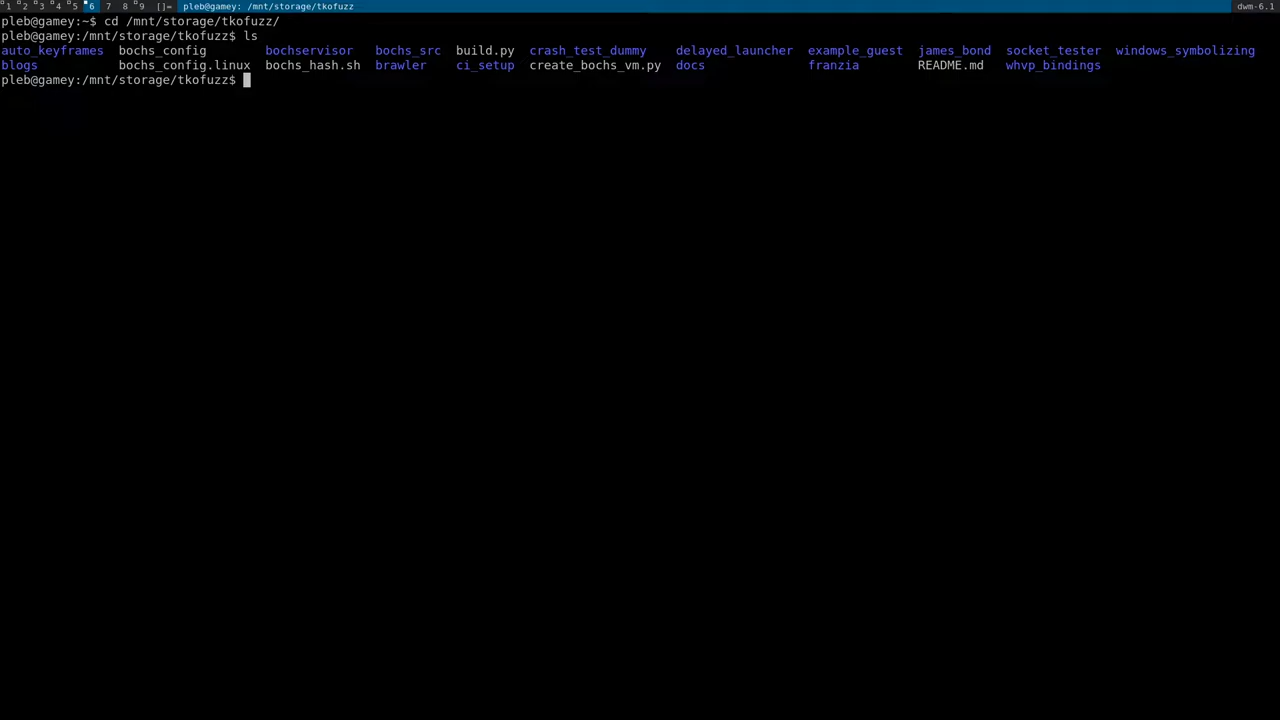 1 2 3 4 5 6 7 8 9 []= pleb@gamey: /mnt/storage/tkofuzz dwm-6.1
pleb@gamey:~$ cd /mnt/storage/tkofuzz/
pleb@gamey:/mnt/storage/tkofuzz$ ls
auto_keyframes bochs_config bochservisor bochs_src build.py crash_test_dummy delayed_launcher example_guest james_bond socket_tester windows_symbolizing
blogs bochs_config.linux bochs_hash.sh brawler ci_setup create_bochs_vm.py docs franzia README.md whvp_bindings
pleb@gamey:/mnt/storage/tkofuzz$